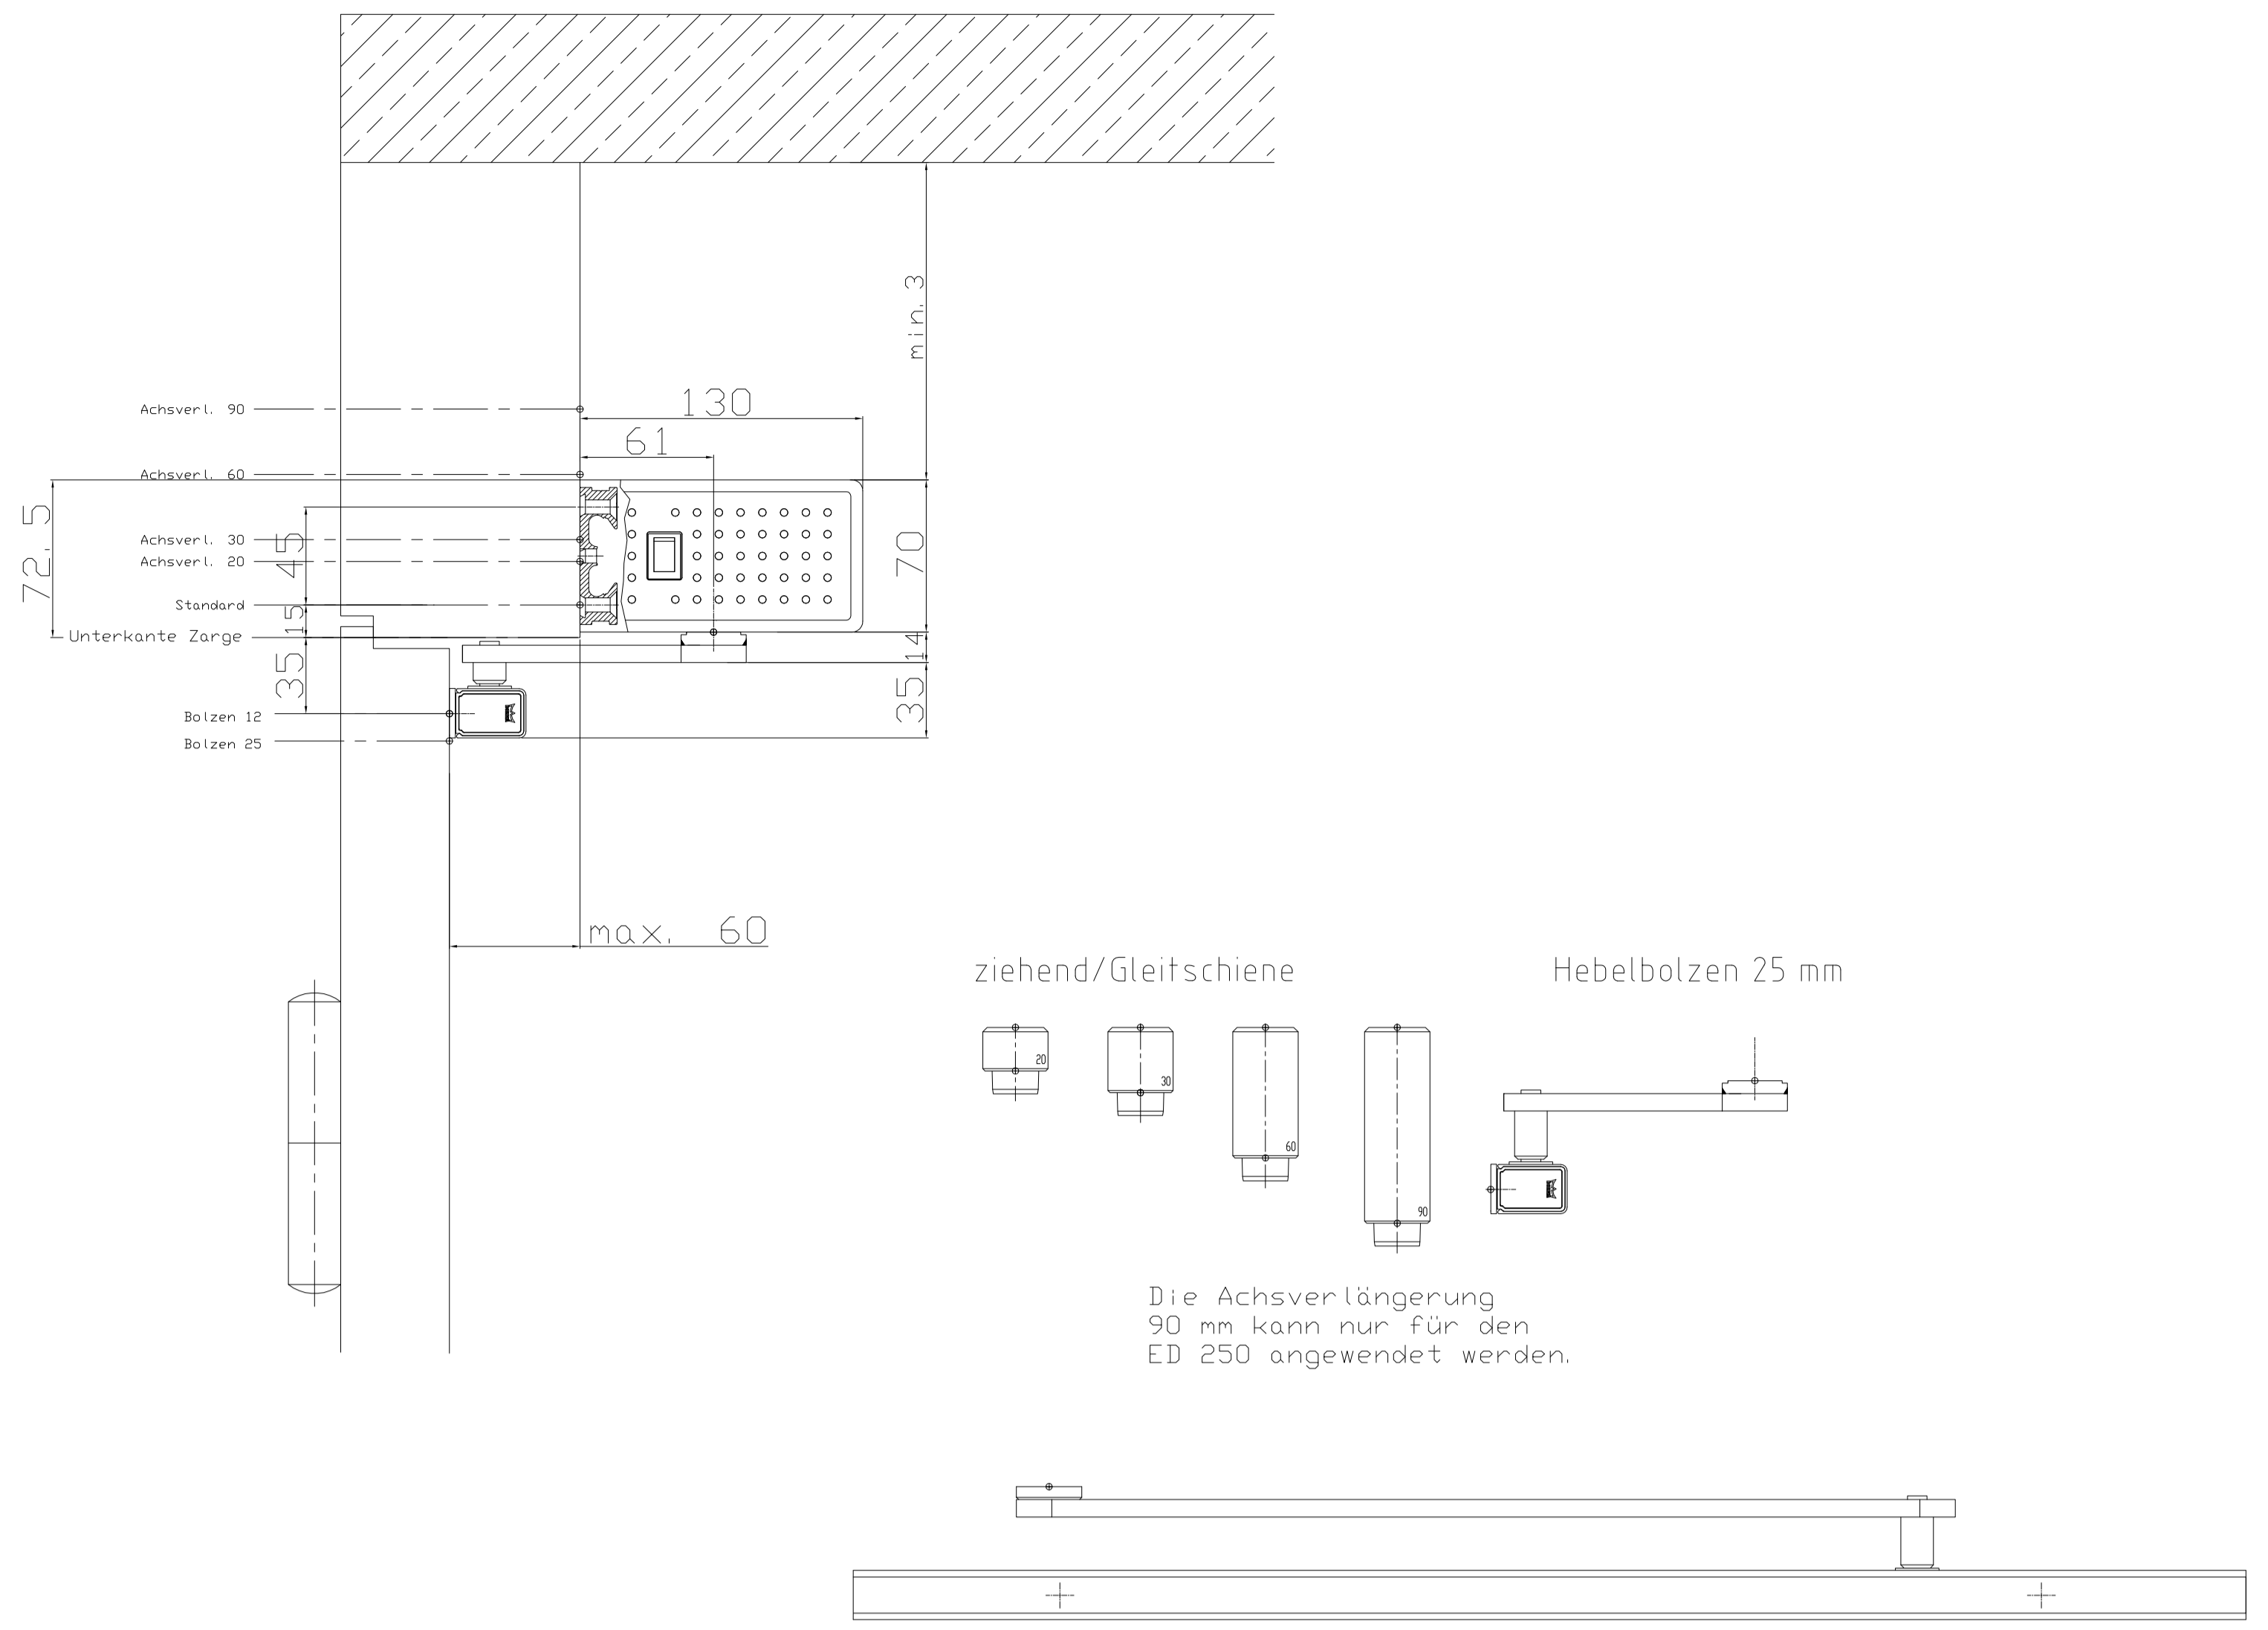 min.3
130
Achsverl. 90
61
Achsverl. 60
72.5
45
Achsverl. 30
70
Achsverl. 20
Standard
15
Unterkante Zarge
14
35
35
Bolzen 12
Bolzen 25
max. 60
ziehend/Gleitschiene
Hebelbolzen 25 mm
20
30
60
90
Die Achsverlängerung
90 mm kann nur für den
ED 250 angewendet werden.